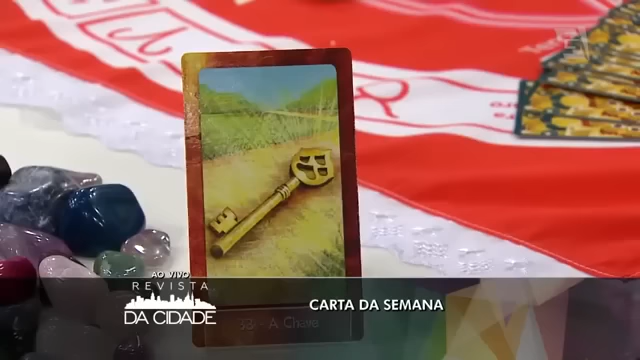 AO VIVO
REVISTA
DA CIDADE
CARTA DA SEMANA
33 - A Chave